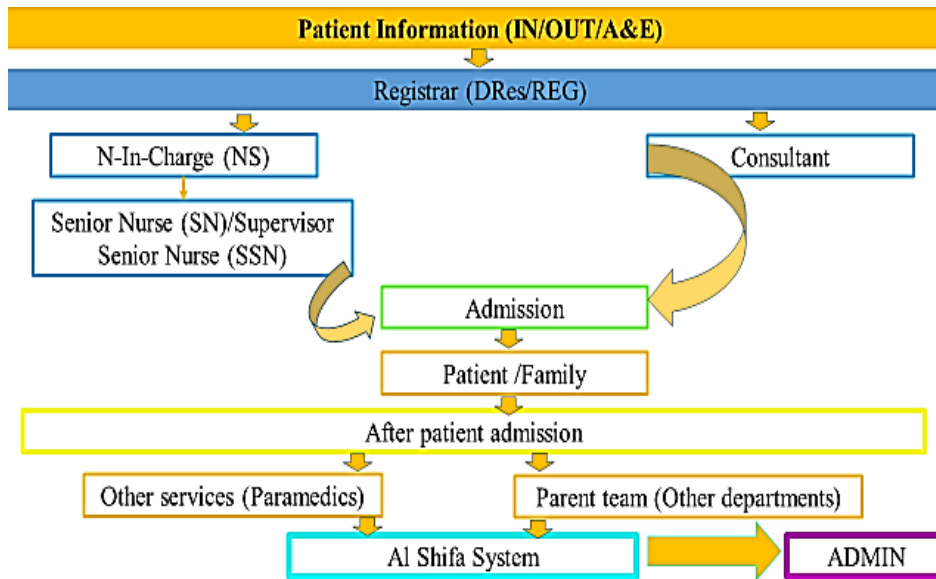 Patient Information (IN/OUT/A&E)
Registrar (DRes/REG)
N-In-Charge (NS)
Consultant
Senior Nurse (SN)/Supervisor
Senior Nurse (SSN)
Admission
Patient /Family
After patient admission
Other services (Paramedics)
Parent team (Other departments)
Al Shifa System
ADMIN